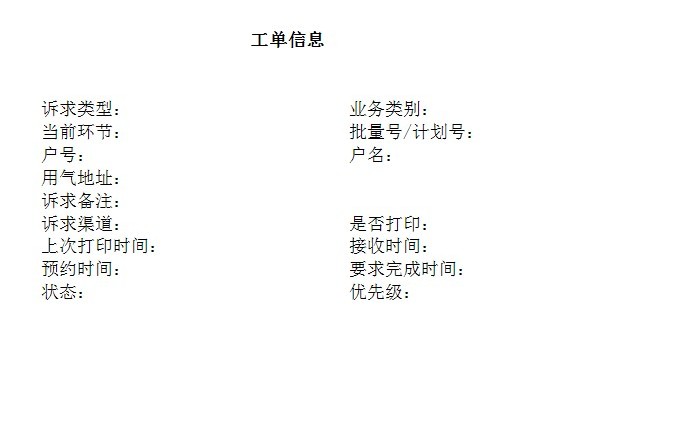 工单信息
诉求类型： 业务类别：
当前环节： 批量号/计划号：
户号： 户名：
用气地址：
诉求备注：
诉求渠道： 是否打印：
上次打印时间： 接收时间：
预约时间： 要求完成时间：
状态： 优先级：